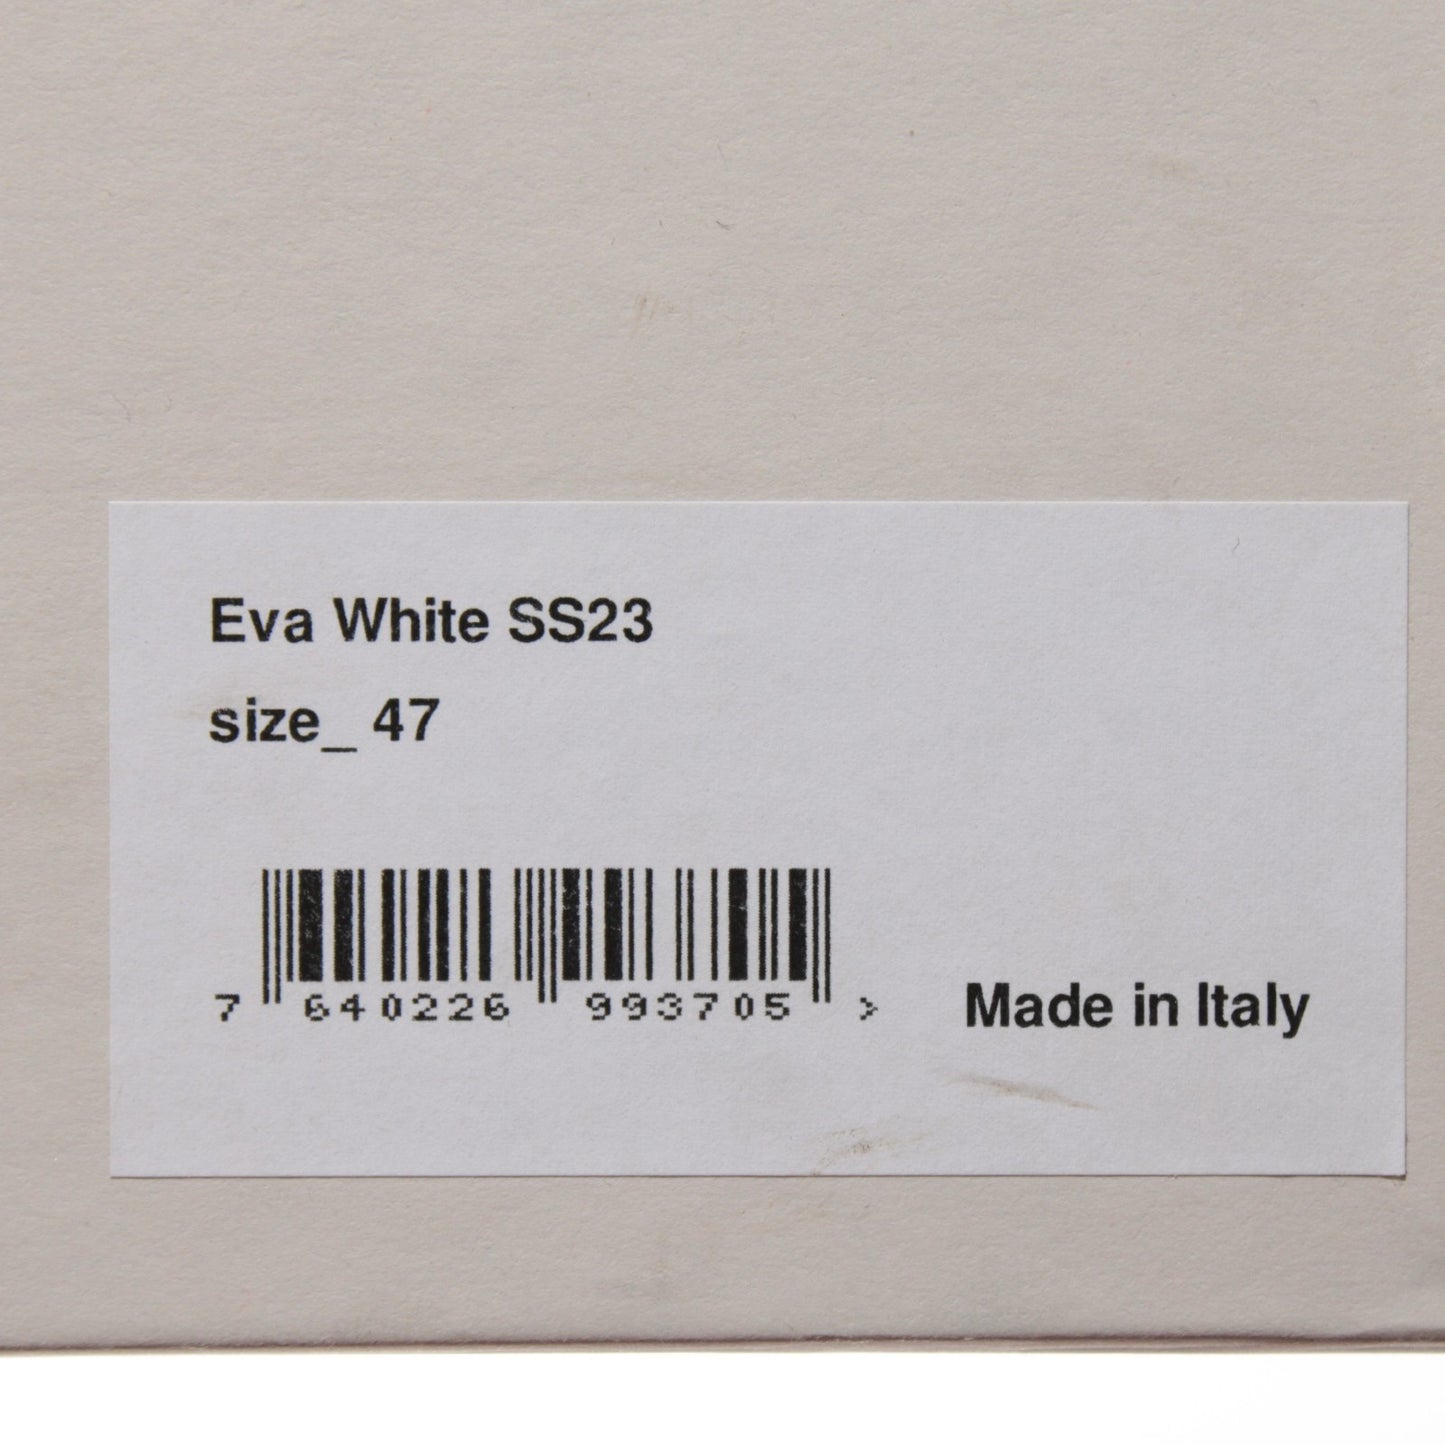 Eva White SS23
size_ 47
7 640226 993705 >
Made in Italy